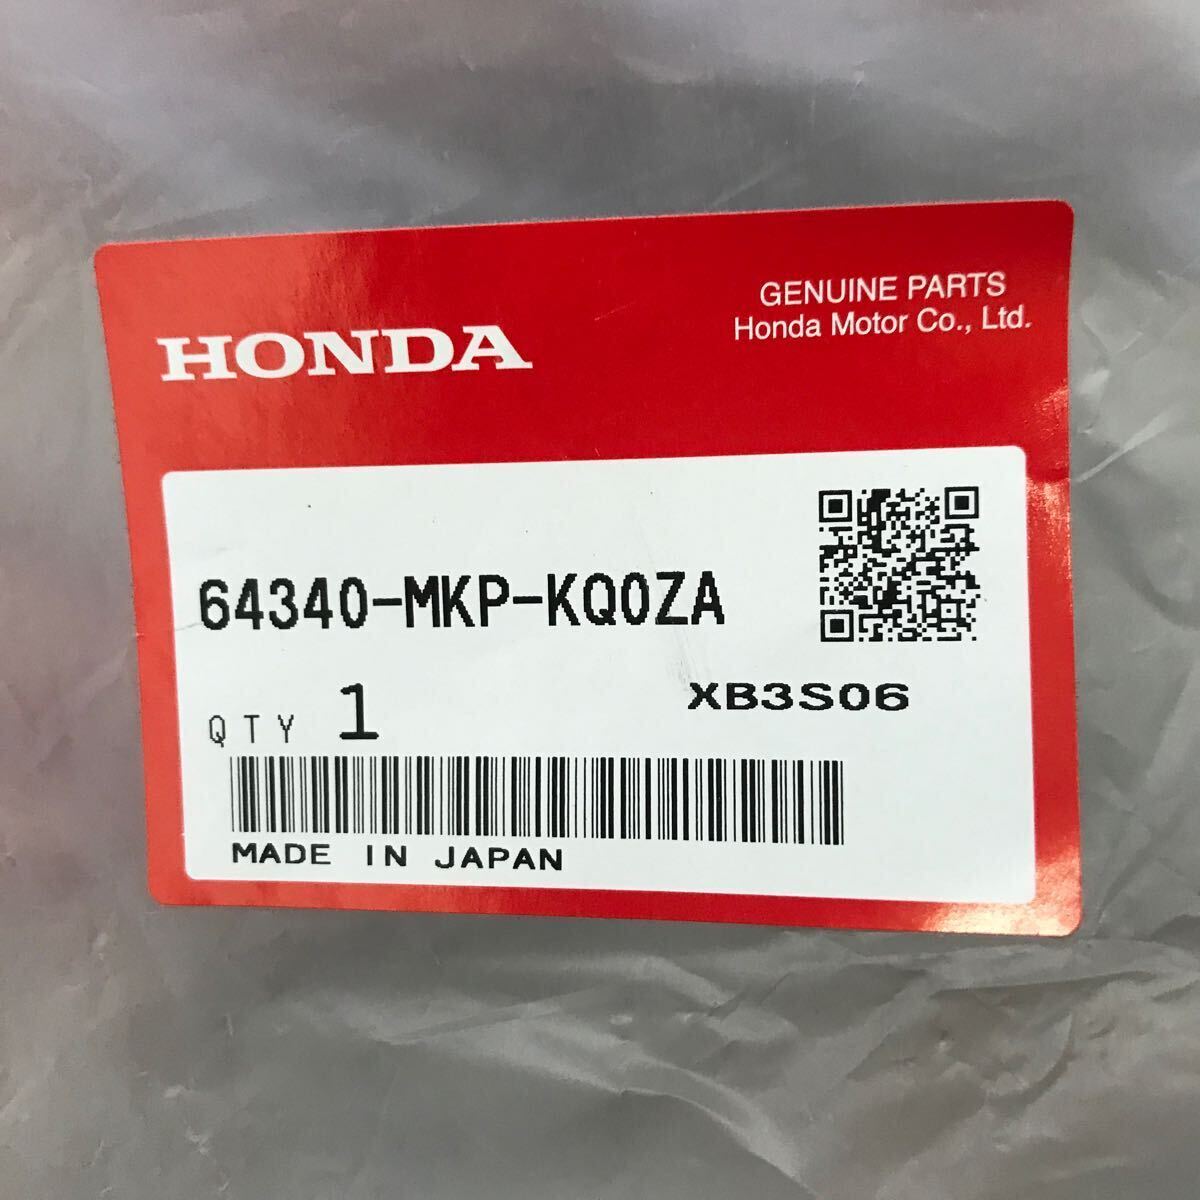 HONDA
GENUINE PARTS
Honda Motor Co., Ltd.
64340-MKP-KQ0ZA
QTY 1
XB3S06
MADE IN JAPAN